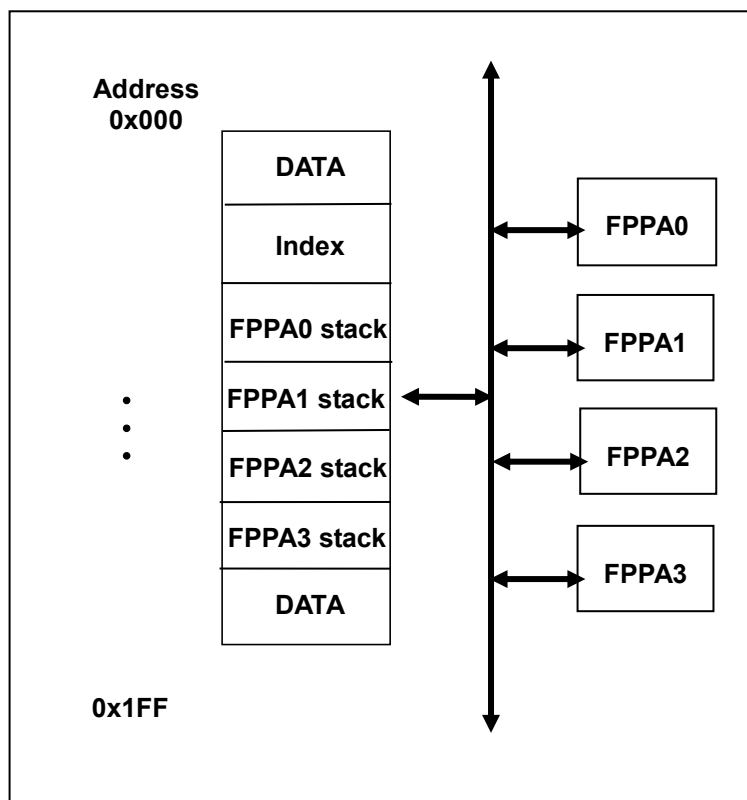 Address
0x000
DATA
Index
FPPA0 stack
FPPA1 stack
FPPA2 stack
FPPA3 stack
DATA
0x1FF
FPPA0
FPPA1
FPPA2
FPPA3